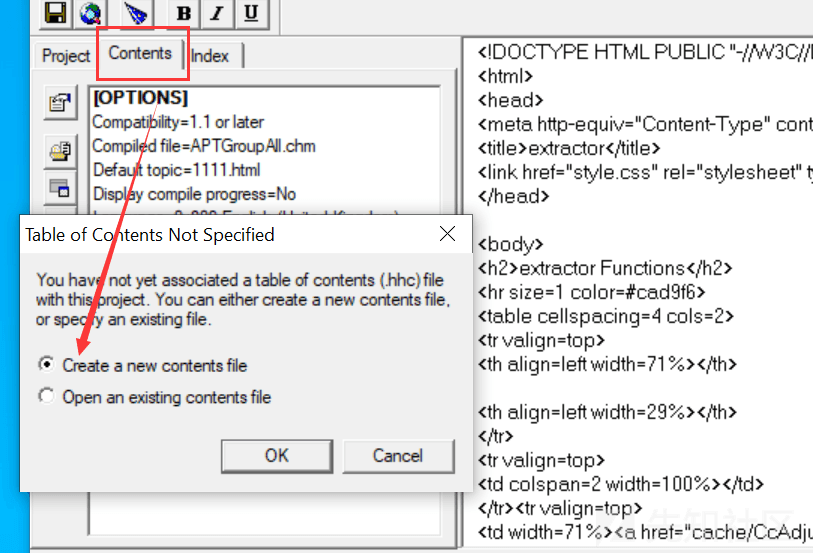 B I U
Project Contents Index
[OPTIONS]
Compatibility=1.1 or later
Compiled file=APTGroupAll.chm
Default topic=1111.html
Display compile progress=No
Table of Contents Not Specified
You have not yet associated a table of contents (.hhc) file
with this project. You can either create a new contents file,
or specify an existing file.
Create a new contents file
Open an existing contents file
OK Cancel
<!DOCTYPE HTML PUBLIC "-//W3C//
<html>
<head>
<meta http-equiv="Content-Type" cont
<title>extractor</title>
<link href="style.css" rel="stylesheet" ty
</head>
<body>
<h2>extractor Functions</h2>
<hr size=1 color=#cad9f6>
<table cellspacing=4 cols=2>
<tr valign=top>
<th align=left width=71%></th>
<th align=left width=29%></th>
</tr>
<tr valign=top>
<td colspan=2 width=100%></td>
</tr><tr valign=top>
<td width=71%><a href="cache/CcAdju